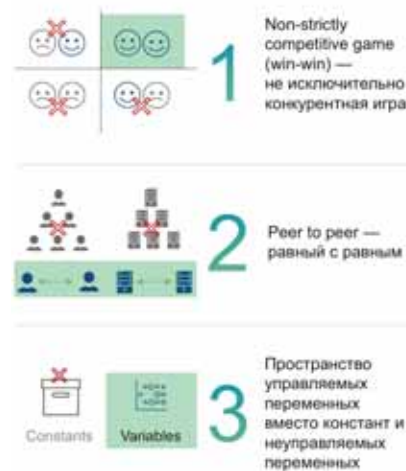 1
Non-strictly
competitive game
(win-win) —
не исключительно
конкурентная игра
2
Peer to peer —
равный с равным
Constants
Variables
3
Пространство
управляемых
переменных
вместо констант и
неуправляемых
переменных